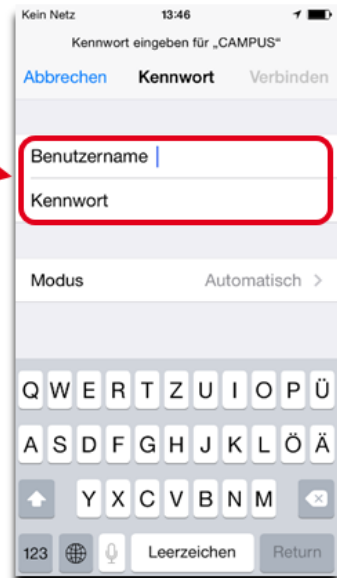 Kein Netz 13:46
Kennwort eingeben für „CAMPUS“
Abbrechen Kennwort Verbinden
Benutzername
Kennwort
Modus Automatisch >
Q W E R T Z U I O P Ü
A S D F G H J K L Ö Ä
Y X C V B N M
123 Leerzeichen Return